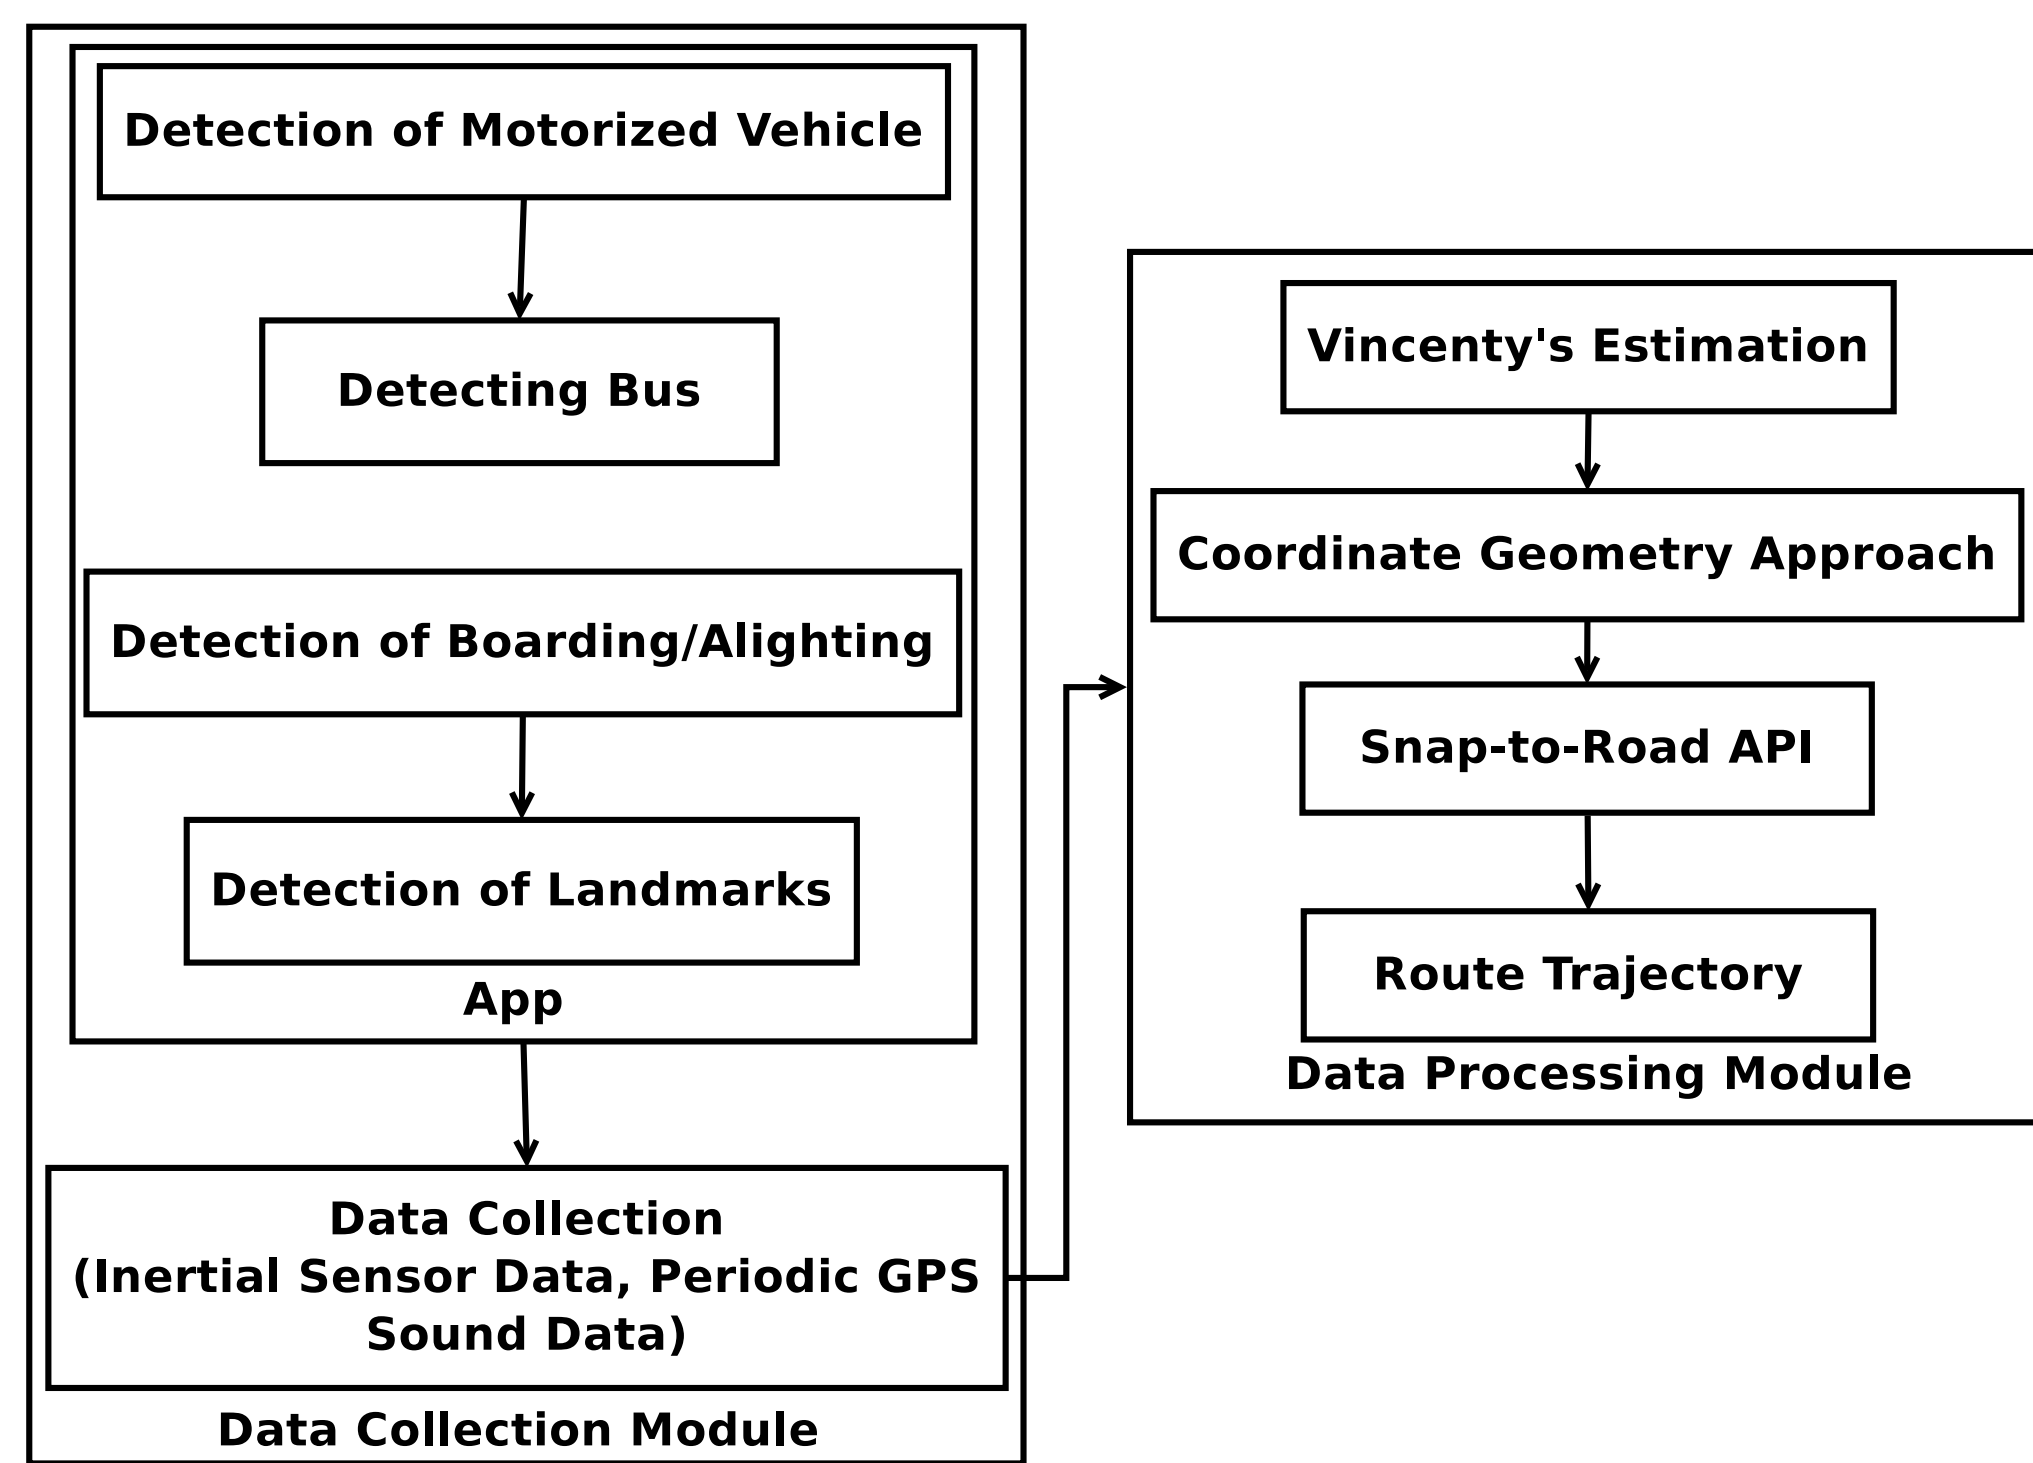 Detection of Motorized Vehicle
Detecting Bus
Detection of Boarding/Alighting
Detection of Landmarks
App
Data Collection
(Inertial Sensor Data, Periodic GPS
Sound Data)
Data Collection Module
Vincenty's Estimation
Coordinate Geometry Approach
Snap-to-Road API
Route Trajectory
Data Processing Module